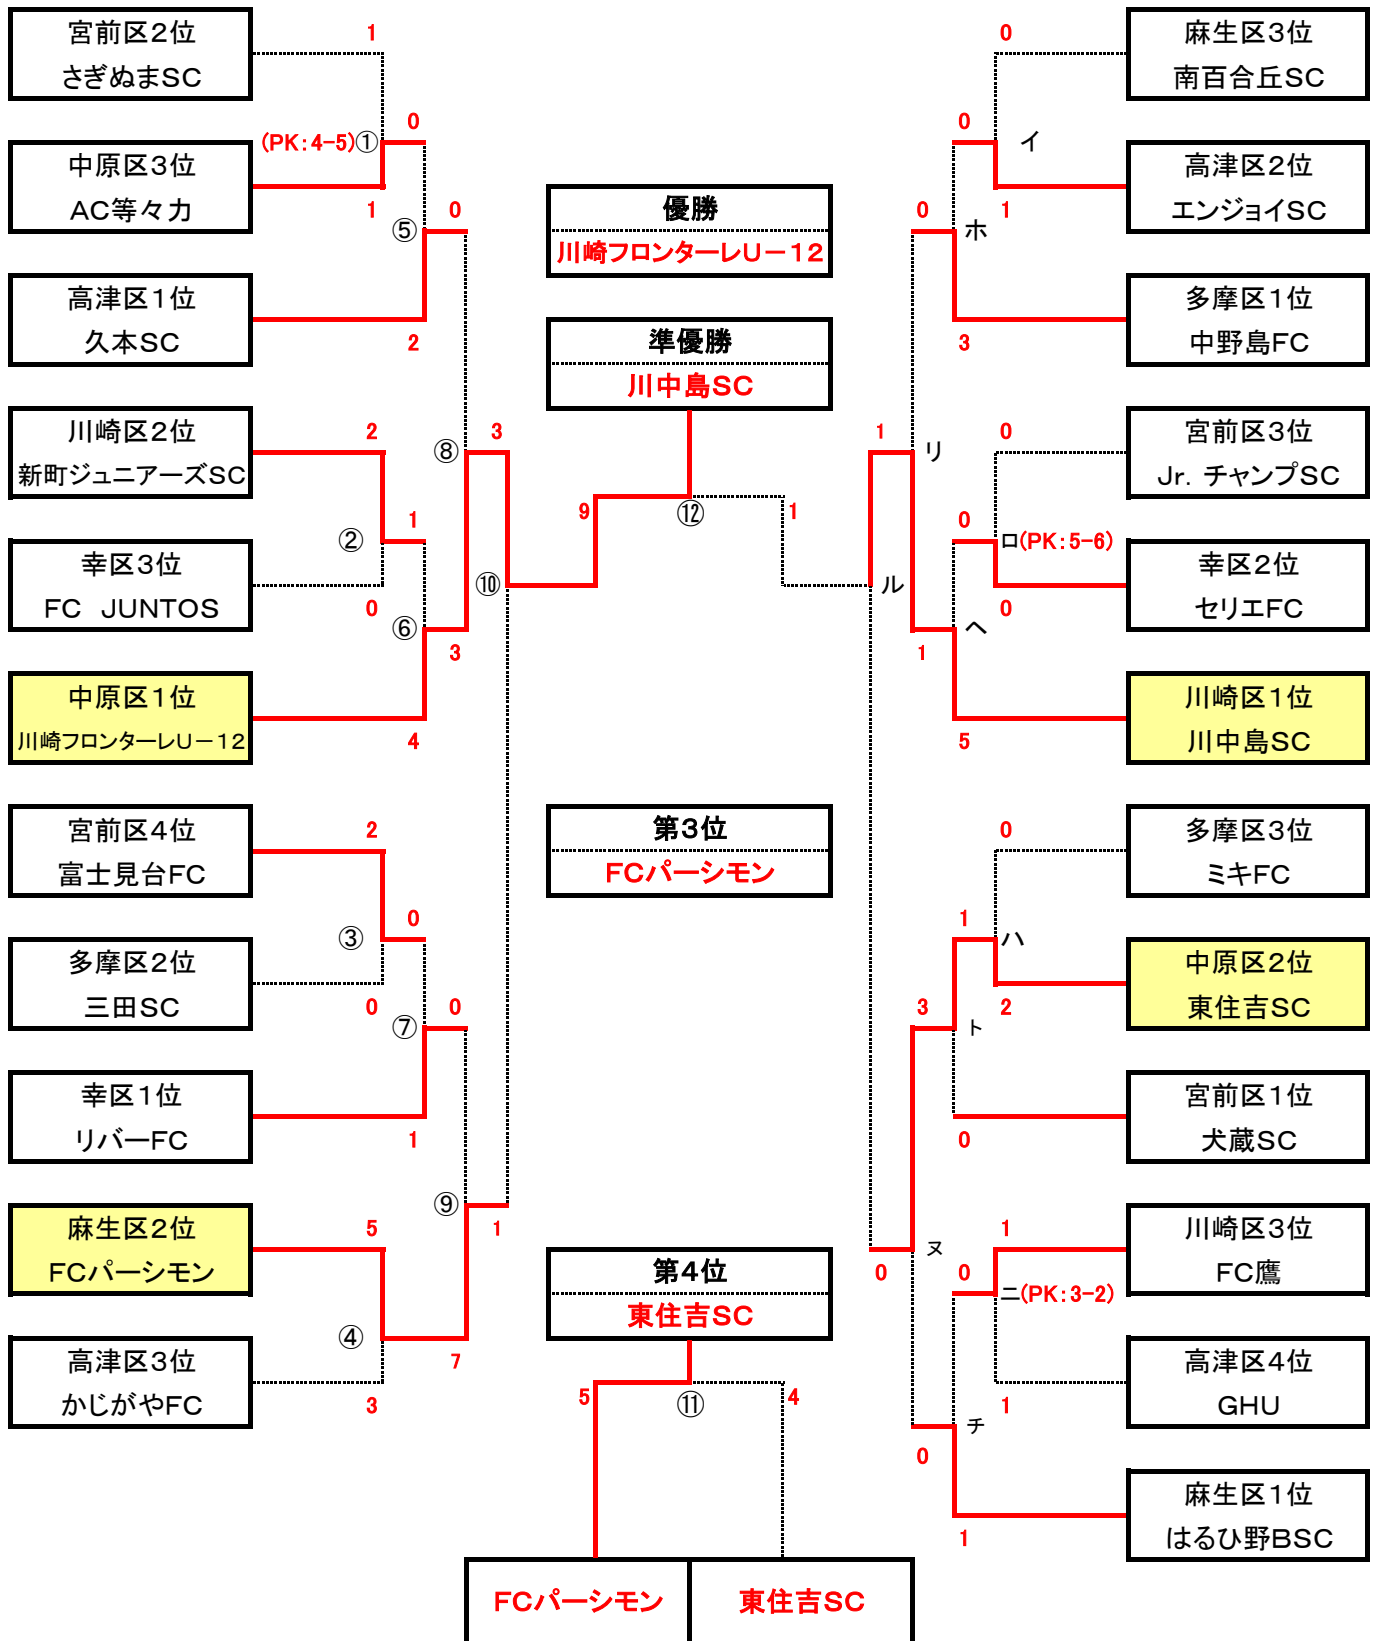 宮前区２位
さぎぬまＳＣ
1
(PK：4-5)
①
0
中原区３位
ＡＣ等々力
1
⑤
0
高津区１位
久本ＳＣ
2
川崎区２位
新町ジュニアーズＳＣ
2
⑧
3
②
1
幸区３位
ＦＣ　ＪＵＮＴＯＳ
0
⑥
3
⑩
中原区１位
川崎フロンターレＵ－１２
4
宮前区４位
富士見台ＦＣ
2
③
0
多摩区２位
三田ＳＣ
0
⑦
0
幸区１位
リバーＦＣ
1
⑨
1
麻生区２位
ＦＣパーシモン
5
④
7
高津区３位
かじがやＦＣ
3
優勝
川崎フロンターレＵ－１２
準優勝
川中島ＳＣ
9
⑫
1
第３位
ＦＣパーシモン
第４位
東住吉ＳＣ
5
⑪
4
ＦＣパーシモン
東住吉ＳＣ
0
麻生区３位
南百合丘ＳＣ
0
イ
高津区２位
エンジョイＳＣ
1
0
ホ
多摩区１位
中野島ＦＣ
3
1
リ
0
宮前区３位
Ｊｒ．チャンプＳＣ
0
ロ(PK：5-6)
幸区２位
セリエＦＣ
0
ル
ヘ
1
川崎区１位
川中島ＳＣ
5
0
多摩区３位
ミキＦＣ
1
ハ
中原区２位
東住吉ＳＣ
2
3
ト
宮前区１位
犬蔵ＳＣ
0
ヌ
0
1
川崎区３位
ＦＣ鷹
0
ニ(PK：3-2)
高津区４位
ＧＨＵ
1
チ
0
麻生区１位
はるひ野ＢＳＣ
1